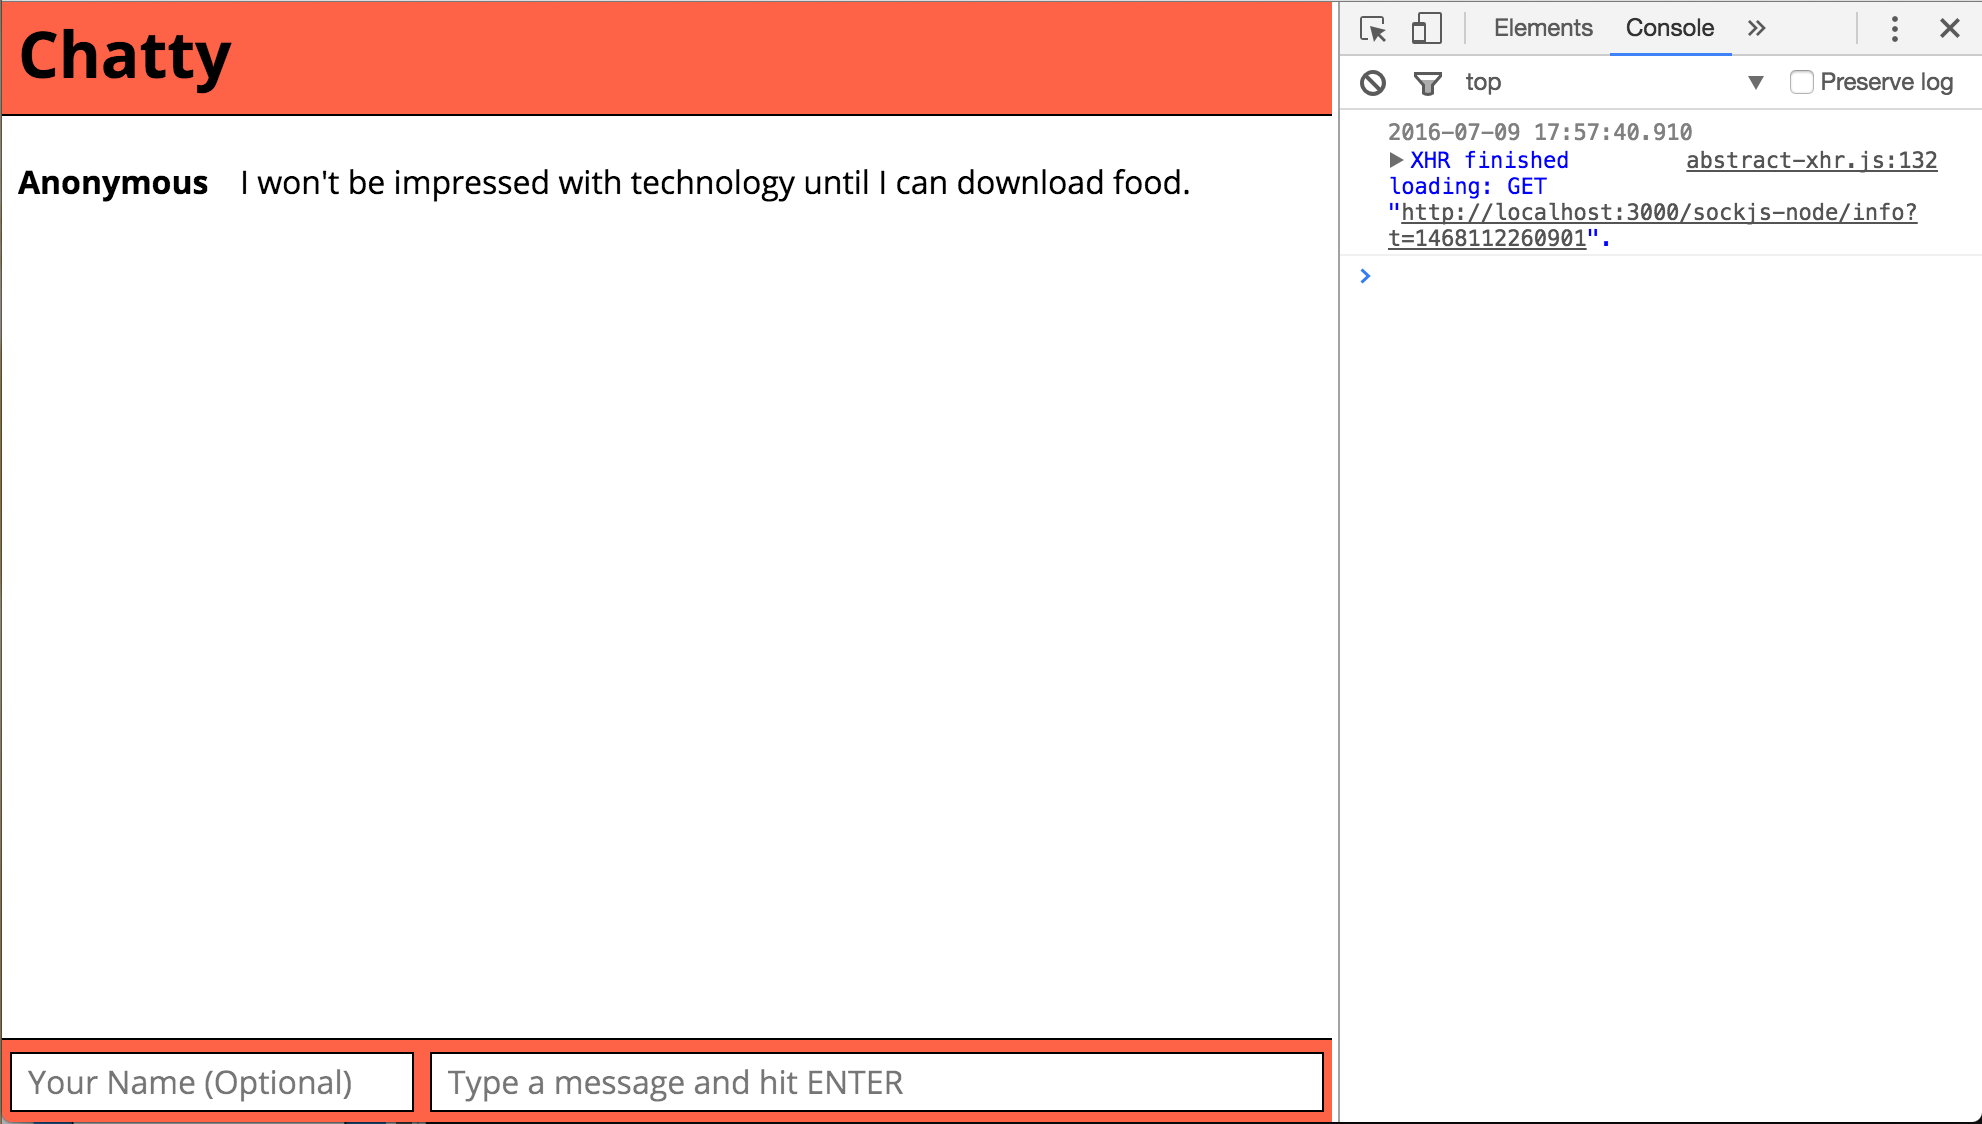 Chatty
Anonymous I won't be impressed with technology until I can download food.
Your Name (Optional) Type a message and hit ENTER
Elements Console »
top ▼ Preserve log
2016-07-09 17:57:40.910
▶ XHR finished abstract-xhr.js:132
loading: GET
"http://localhost:3000/sockjs-node/info?
t=1468112260901".
>